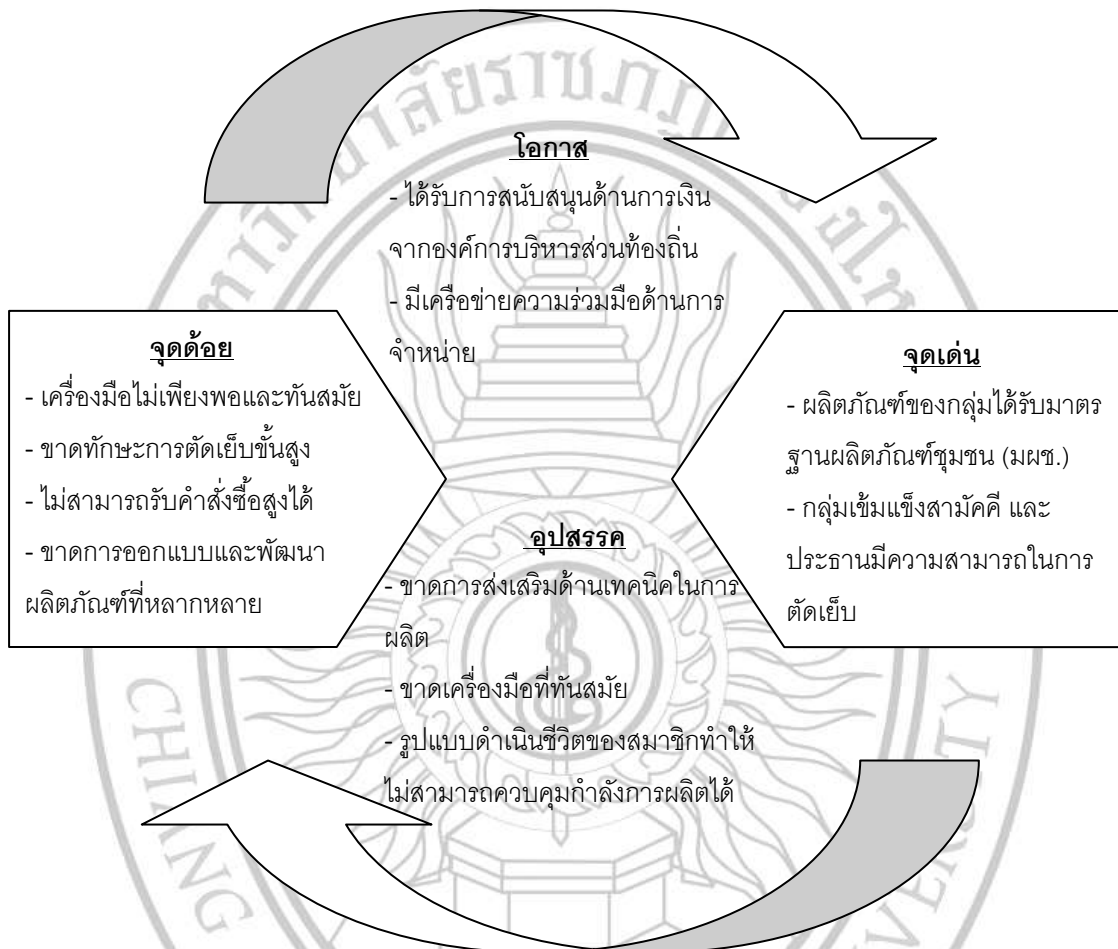 โอกาส
- ได้รับการสนับสนุนด้านการเงิน
จากองค์การบริหารส่วนท้องถิ่น
- มีเครือข่ายความร่วมมือด้านการ
จำหน่าย
จุดด้อย
- เครื่องมือไม่เพียงพอและทันสมัย
- ขาดทักษะการตัดเย็บขั้นสูง
- ไม่สามารถรับคำสั่งซื้อสูงได้
- ขาดการออกแบบและพัฒนา
ผลิตภัณฑ์ที่หลากหลาย
จุดเด่น
- ผลิตภัณฑ์ของกลุ่มได้รับมาตร
ฐานผลิตภัณฑ์ชุมชน (มผช.)
- กลุ่มเข้มแข็งสามัคคี และ
ประธานมีความสามารถในการ
ตัดเย็บ
อุปสรรค
- ขาดการส่งเสริมด้านเทคนิคในการ
ผลิต
- ขาดเครื่องมือที่ทันสมัย
- รูปแบบดำเนินชีวิตของสมาชิกทำให้
ไม่สามารถควบคุมกำลังการผลิตได้
CHIANG